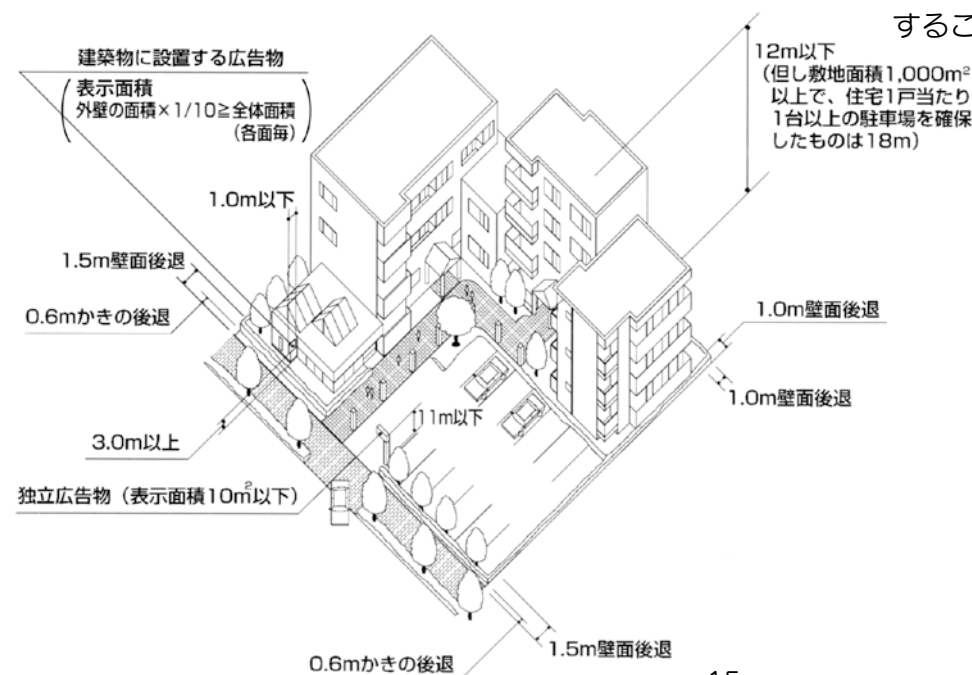 するこ
建築物に設置する広告物
表示面積
外壁の面積×1/10≧全体面積
(各面毎)
12m以下
(但し敷地面積1,000m²
以上で、住宅1戸当たり
1台以上の駐車場を確保
したものは18m)
1.0m以下
1.5m壁面後退
0.6mかきの後退
1.0m壁面後退
1.0m壁面後退
11m以下
3.0m以上
独立広告物(表示面積10m²以下)
1.5m壁面後退
0.6mかきの後退